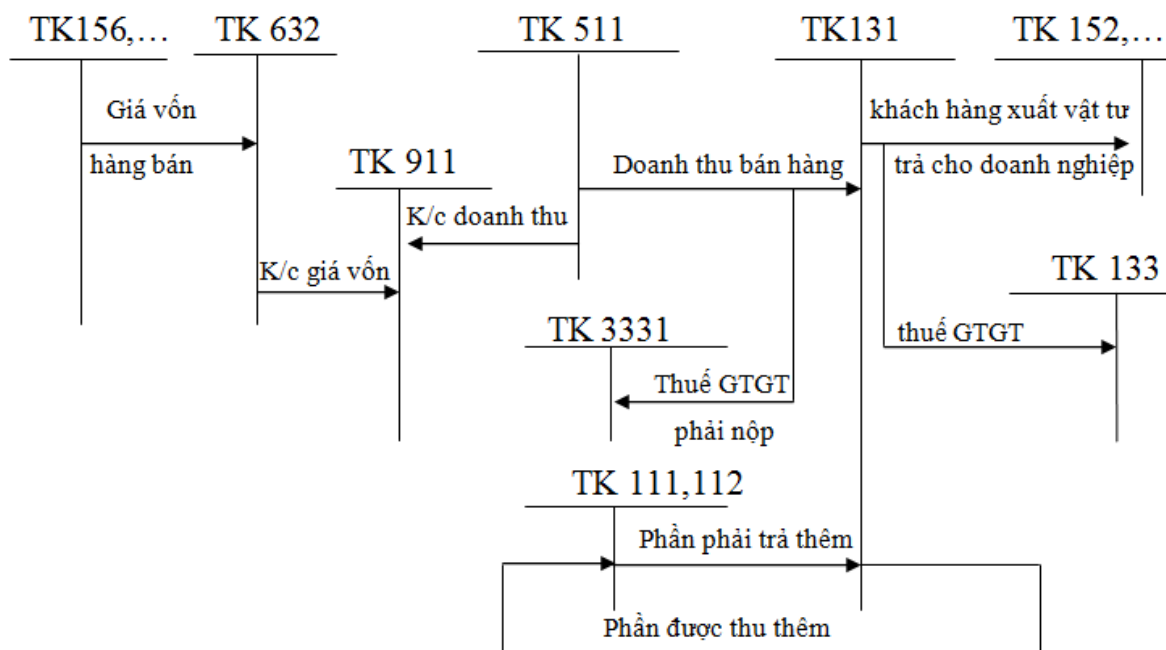 TK156,... TK 632 TK 511 TK131 TK 152,...
Giá vốn
hàng bán
khách hàng xuất vật tư
trả cho doanh nghiệp
TK 911
Doanh thu bán hàng
K/c doanh thu
K/c giá vốn
TK 133
TK 3331
thuế GTGT
Thuế GTGT
phải nộp
TK 111,112
Phần phải trả thêm
Phần được thu thêm